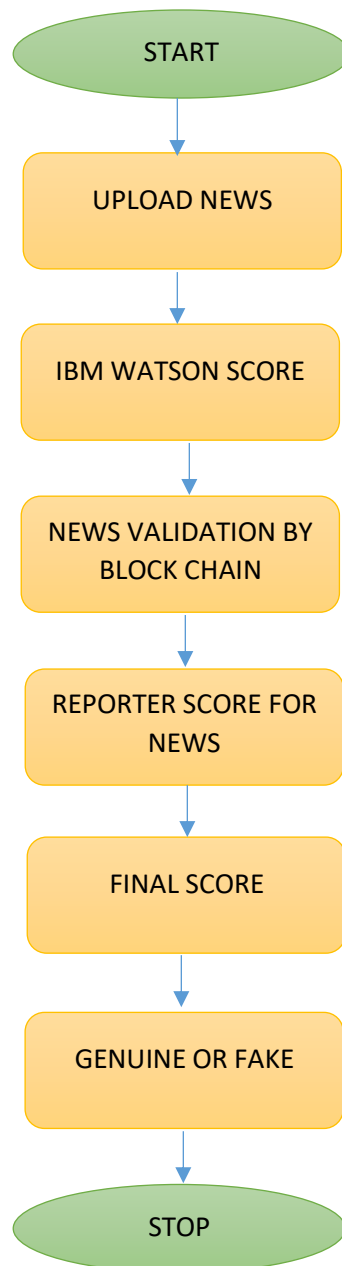 START
UPLOAD NEWS
IBM WATSON SCORE
NEWS VALIDATION BY
BLOCK CHAIN
REPORTER SCORE FOR
NEWS
FINAL SCORE
GENUINE OR FAKE
STOP